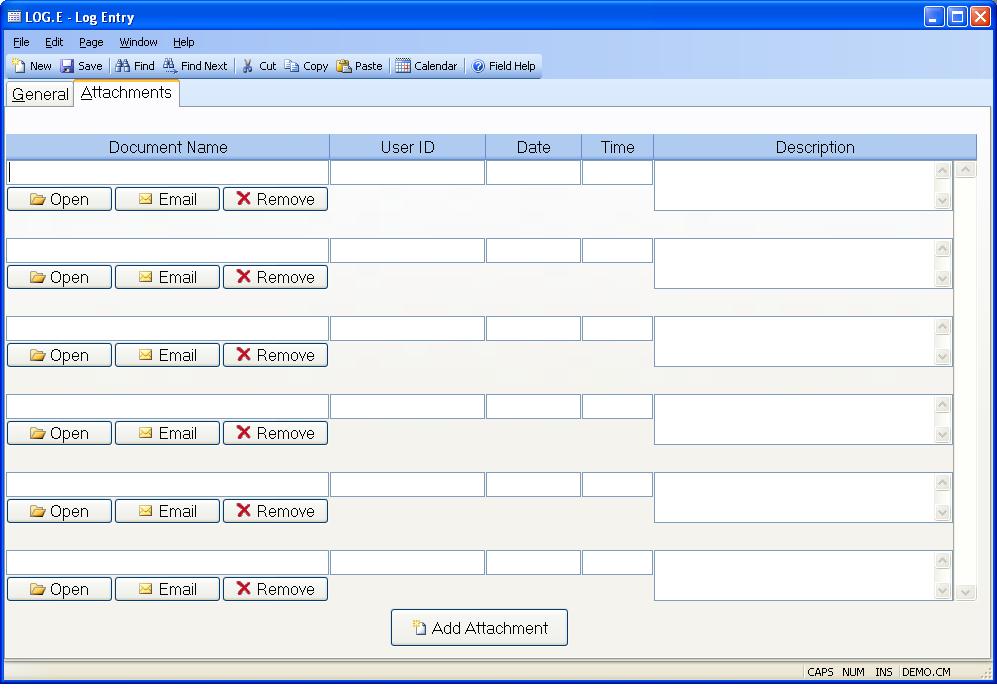 LOG.E - Log Entry
File Edit Page Window Help
New Save Find Find Next Cut Copy Paste Calendar Field Help
General Attachments
Document Name User ID Date Time Description
Open Email Remove
Open Email Remove
Open Email Remove
Open Email Remove
Open Email Remove
Open Email Remove
Add Attachment
CAPS NUM INS DEMO.CM